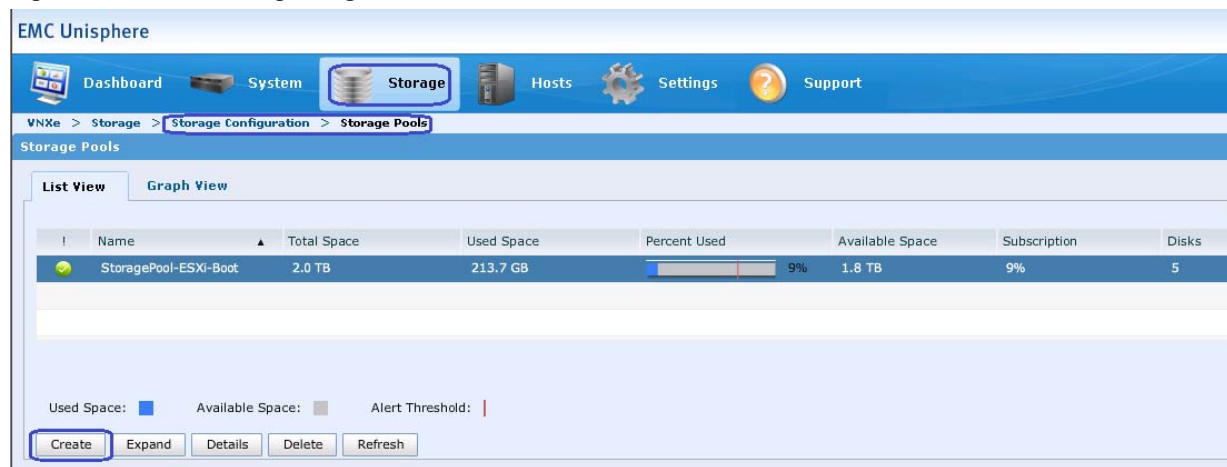 EMC Unisphere
Dashboard System Storage Hosts Settings Support
VNXe > Storage > Storage Configuration > Storage Pools
Storage Pools
List View Graph View
! Name ▲ Total Space Used Space Percent Used Available Space Subscription Disks
StoragePool-ESXi-Boot 2.0 TB 213.7 GB 9% 1.8 TB 9% 5
Used Space: Available Space: Alert Threshold:
Create Expand Details Delete Refresh